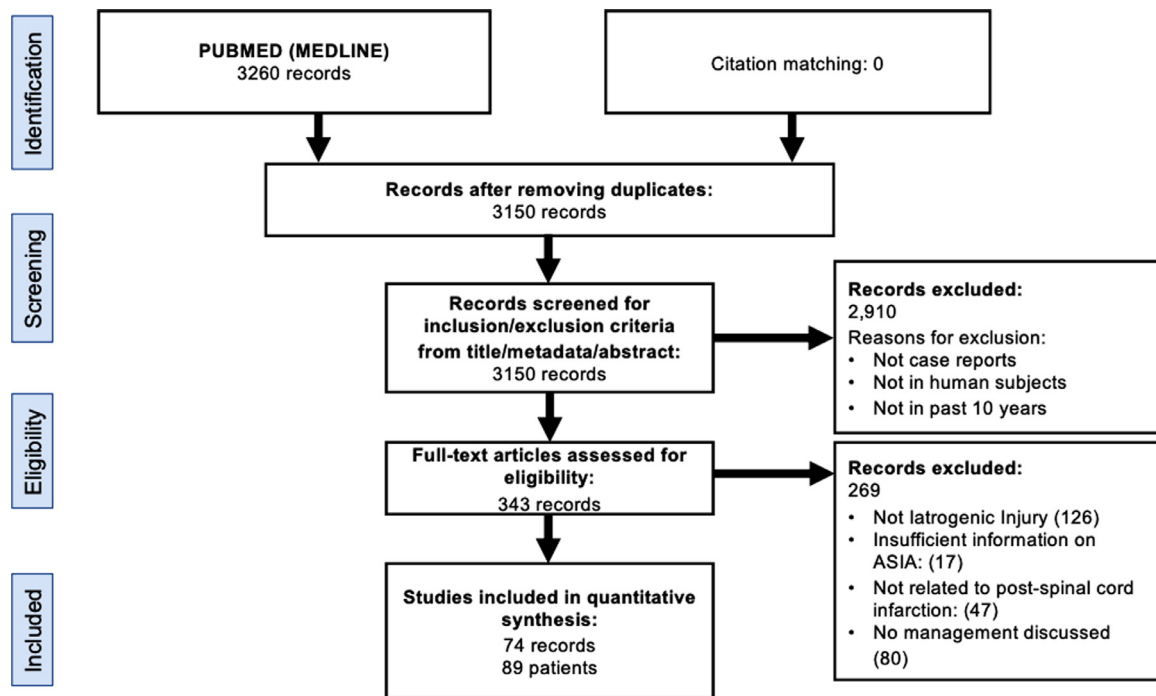 Identification
PUBMED (MEDLINE)
3260 records
Citation matching: 0
Records after removing duplicates:
3150 records
Screening
Records screened for
inclusion/exclusion criteria
from title/metadata/abstract:
3150 records
Records excluded:
2,910
Reasons for exclusion:
• Not case reports
• Not in human subjects
• Not in past 10 years
Eligibility
Full-text articles assessed for
eligibility:
343 records
Records excluded:
269
• Not Iatrogenic Injury (126)
• Insufficient information on
ASIA: (17)
• Not related to post-spinal cord
infarction: (47)
• No management discussed
(80)
Included
Studies included in quantitative
synthesis:
74 records
89 patients